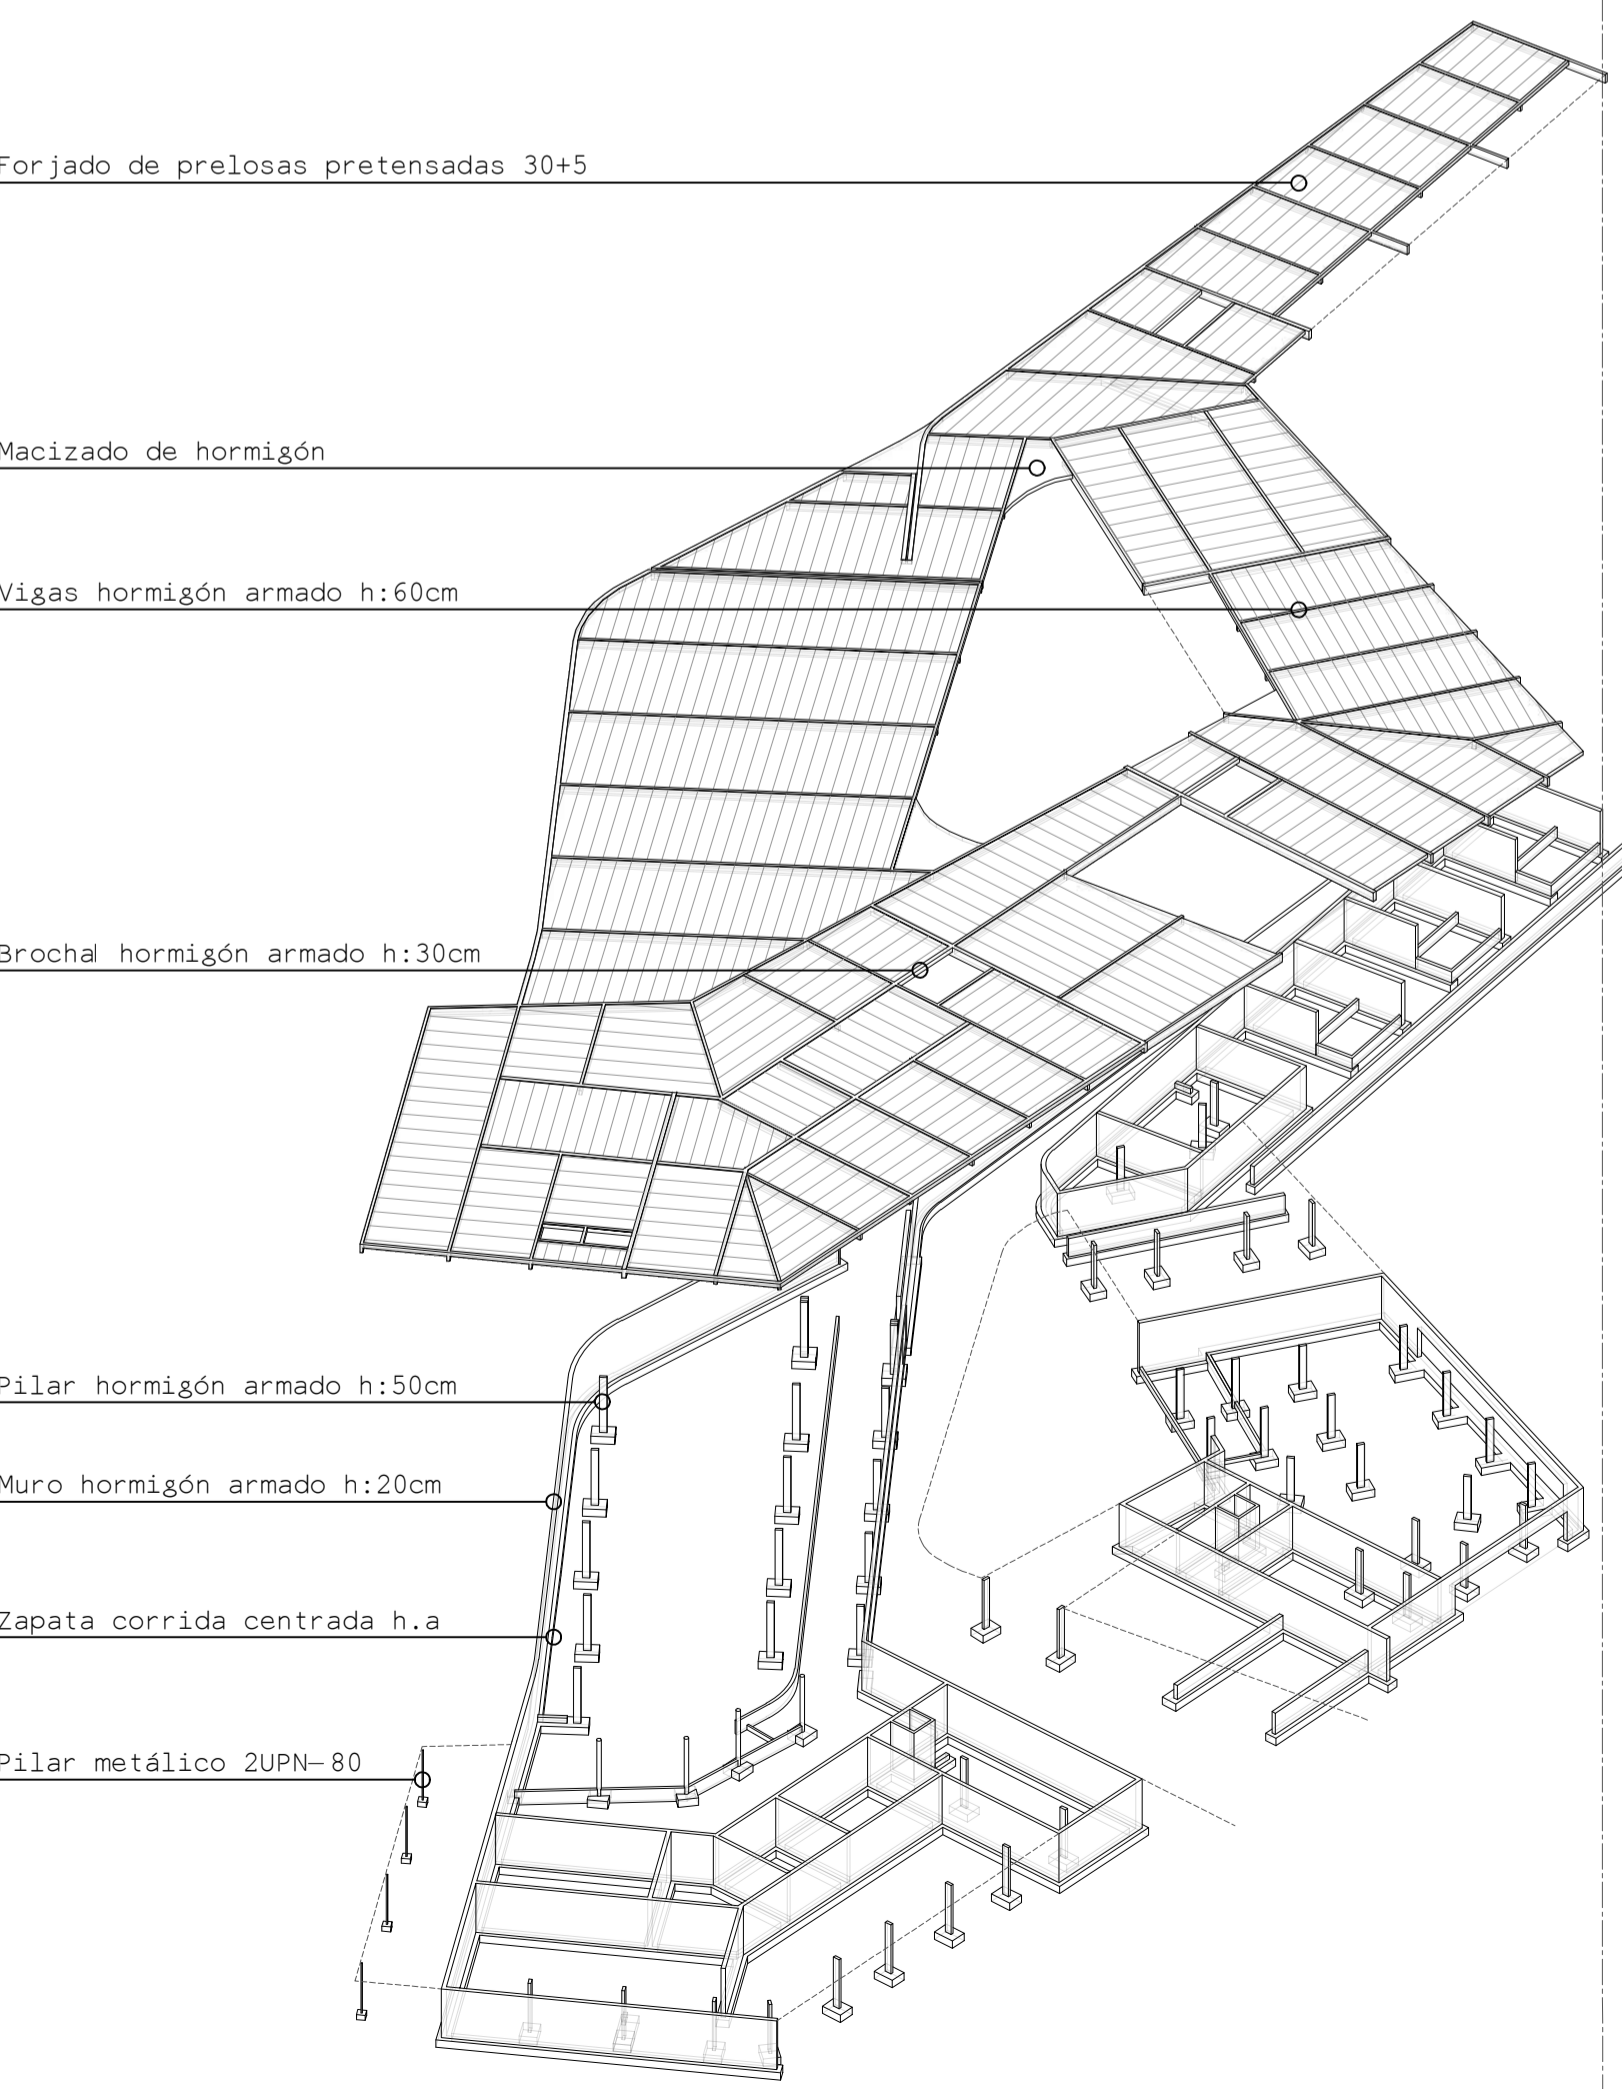 Forjado de prelosas pretensadas 30+5
Macizado de hormigón
Vigas hormigón armado h:60cm
Brochal hormigón armado h:30cm
Pilar hormigón armado h:50cm
Muro hormigón armado h:20cm
Zapata corrida centrada h.a
Pilar metálico 2UPN-80